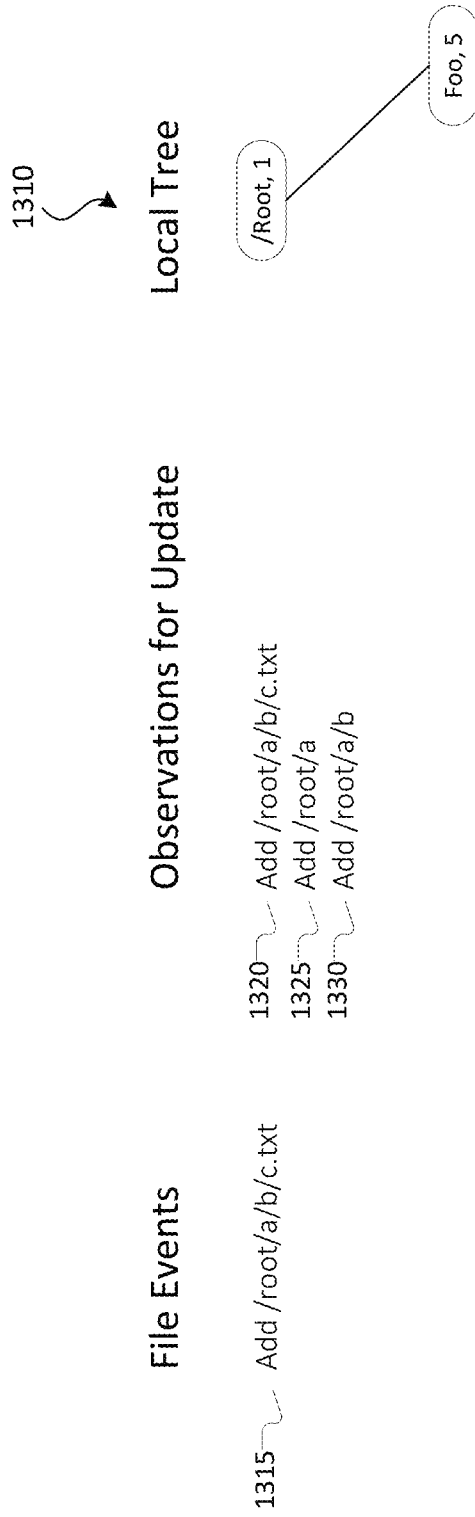 1310
File Events
Observations for Update
Local Tree
1315 Add /root/a/b/c.txt
1320 Add /root/a/b/c.txt
1325 Add /root/a
1330 Add /root/a/b
/Root, 1
Foo, 5